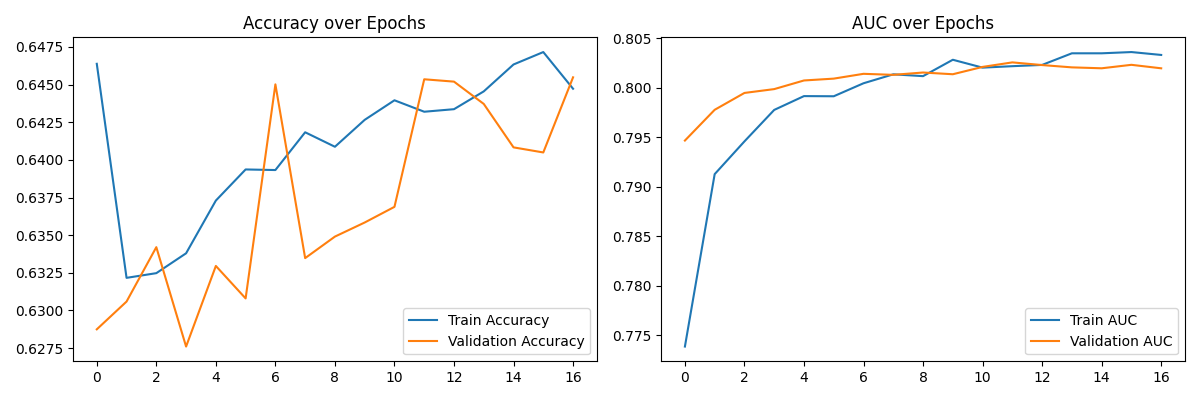 Accuracy over Epochs
0.6475
0.6450
0.6425
0.6400
0.6375
0.6350
0.6325
0.6300
0.6275
0 2 4 6 8 10 12 14 16
Train Accuracy
Validation Accuracy
AUC over Epochs
0.805
0.800
0.795
0.790
0.785
0.780
0.775
0 2 4 6 8 10 12 14 16
Train AUC
Validation AUC